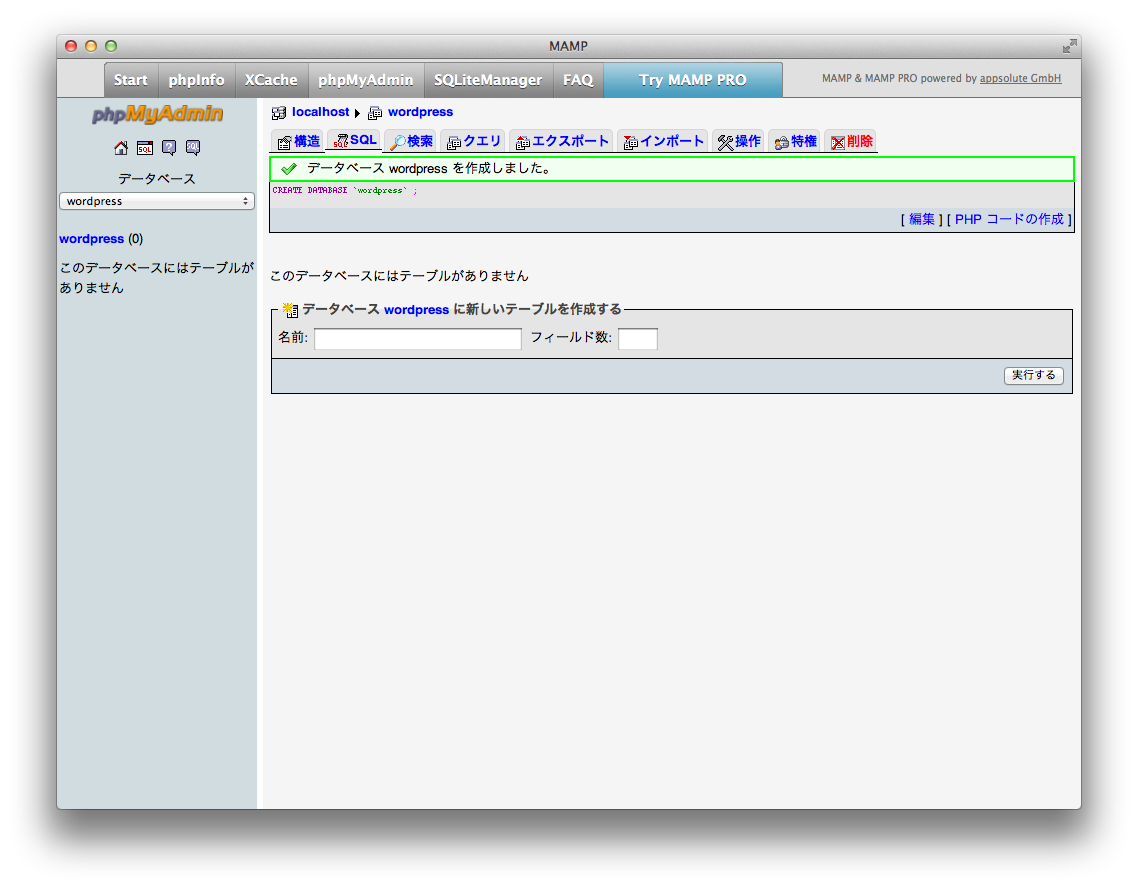 MAMP
Start phpInfo XCache phpMyAdmin SQLiteManager FAQ Try MAMP PRO MAMP & MAMP PRO powered by appsolute GmbH
phpMyAdmin
SQL
データベース
wordpress
wordpress (0)
このデータベースにはテーブルが
ありません
localhost wordpress
構造 SQL 検索 クエリ エクスポート インポート 操作 特権 削除
データベース wordpress を作成しました。
CREATE DATABASE `wordpress` ;
[ 編集 ] [ PHP コードの作成 ]
このデータベースにはテーブルがありません
データベース wordpress に新しいテーブルを作成する
名前: フィールド数:
実行する